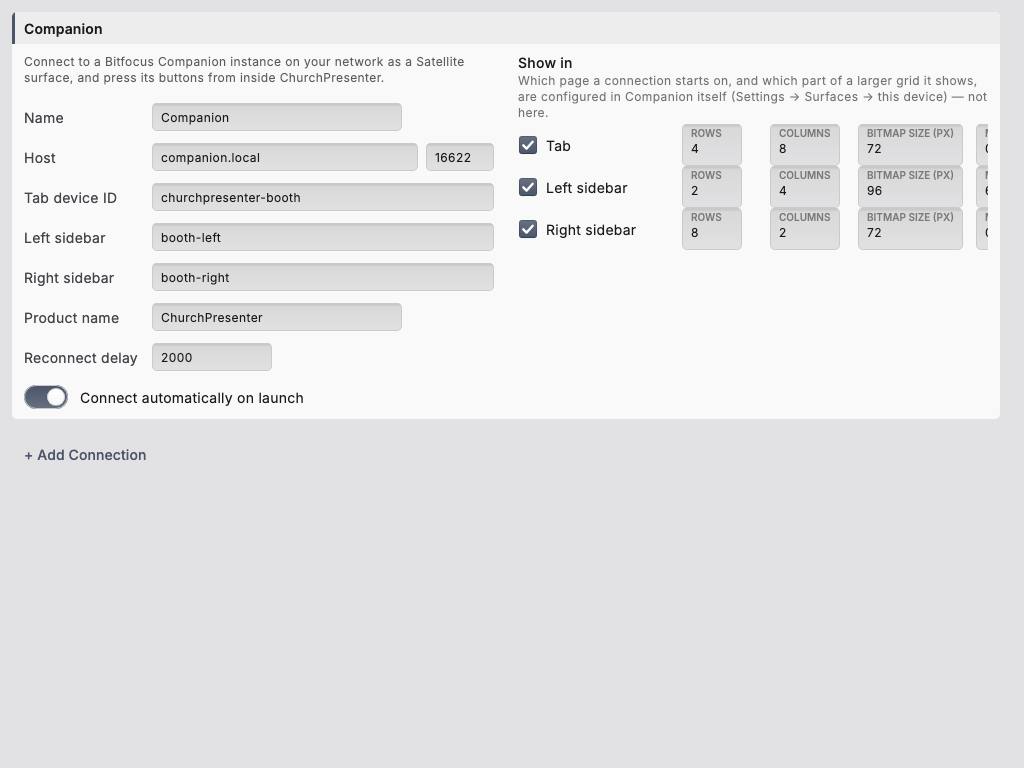 Companion
Connect to a Bitfocus Companion instance on your network as a Satellite
surface, and press its buttons from inside ChurchPresenter.
Name
Companion
Host
companion.local
16622
Tab device ID
churchpresenter-booth
Left sidebar
booth-left
Right sidebar
booth-right
Product name
ChurchPresenter
Reconnect delay
2000
Connect automatically on launch
Show in
Which page a connection starts on, and which part of a larger grid it shows,
are configured in Companion itself (Settings → Surfaces → this device) — not
here.
Tab
ROWS
4
COLUMNS
8
BITMAP SIZE (PX)
72
Left sidebar
ROWS
2
COLUMNS
4
BITMAP SIZE (PX)
96
Right sidebar
ROWS
8
COLUMNS
2
BITMAP SIZE (PX)
72
+ Add Connection